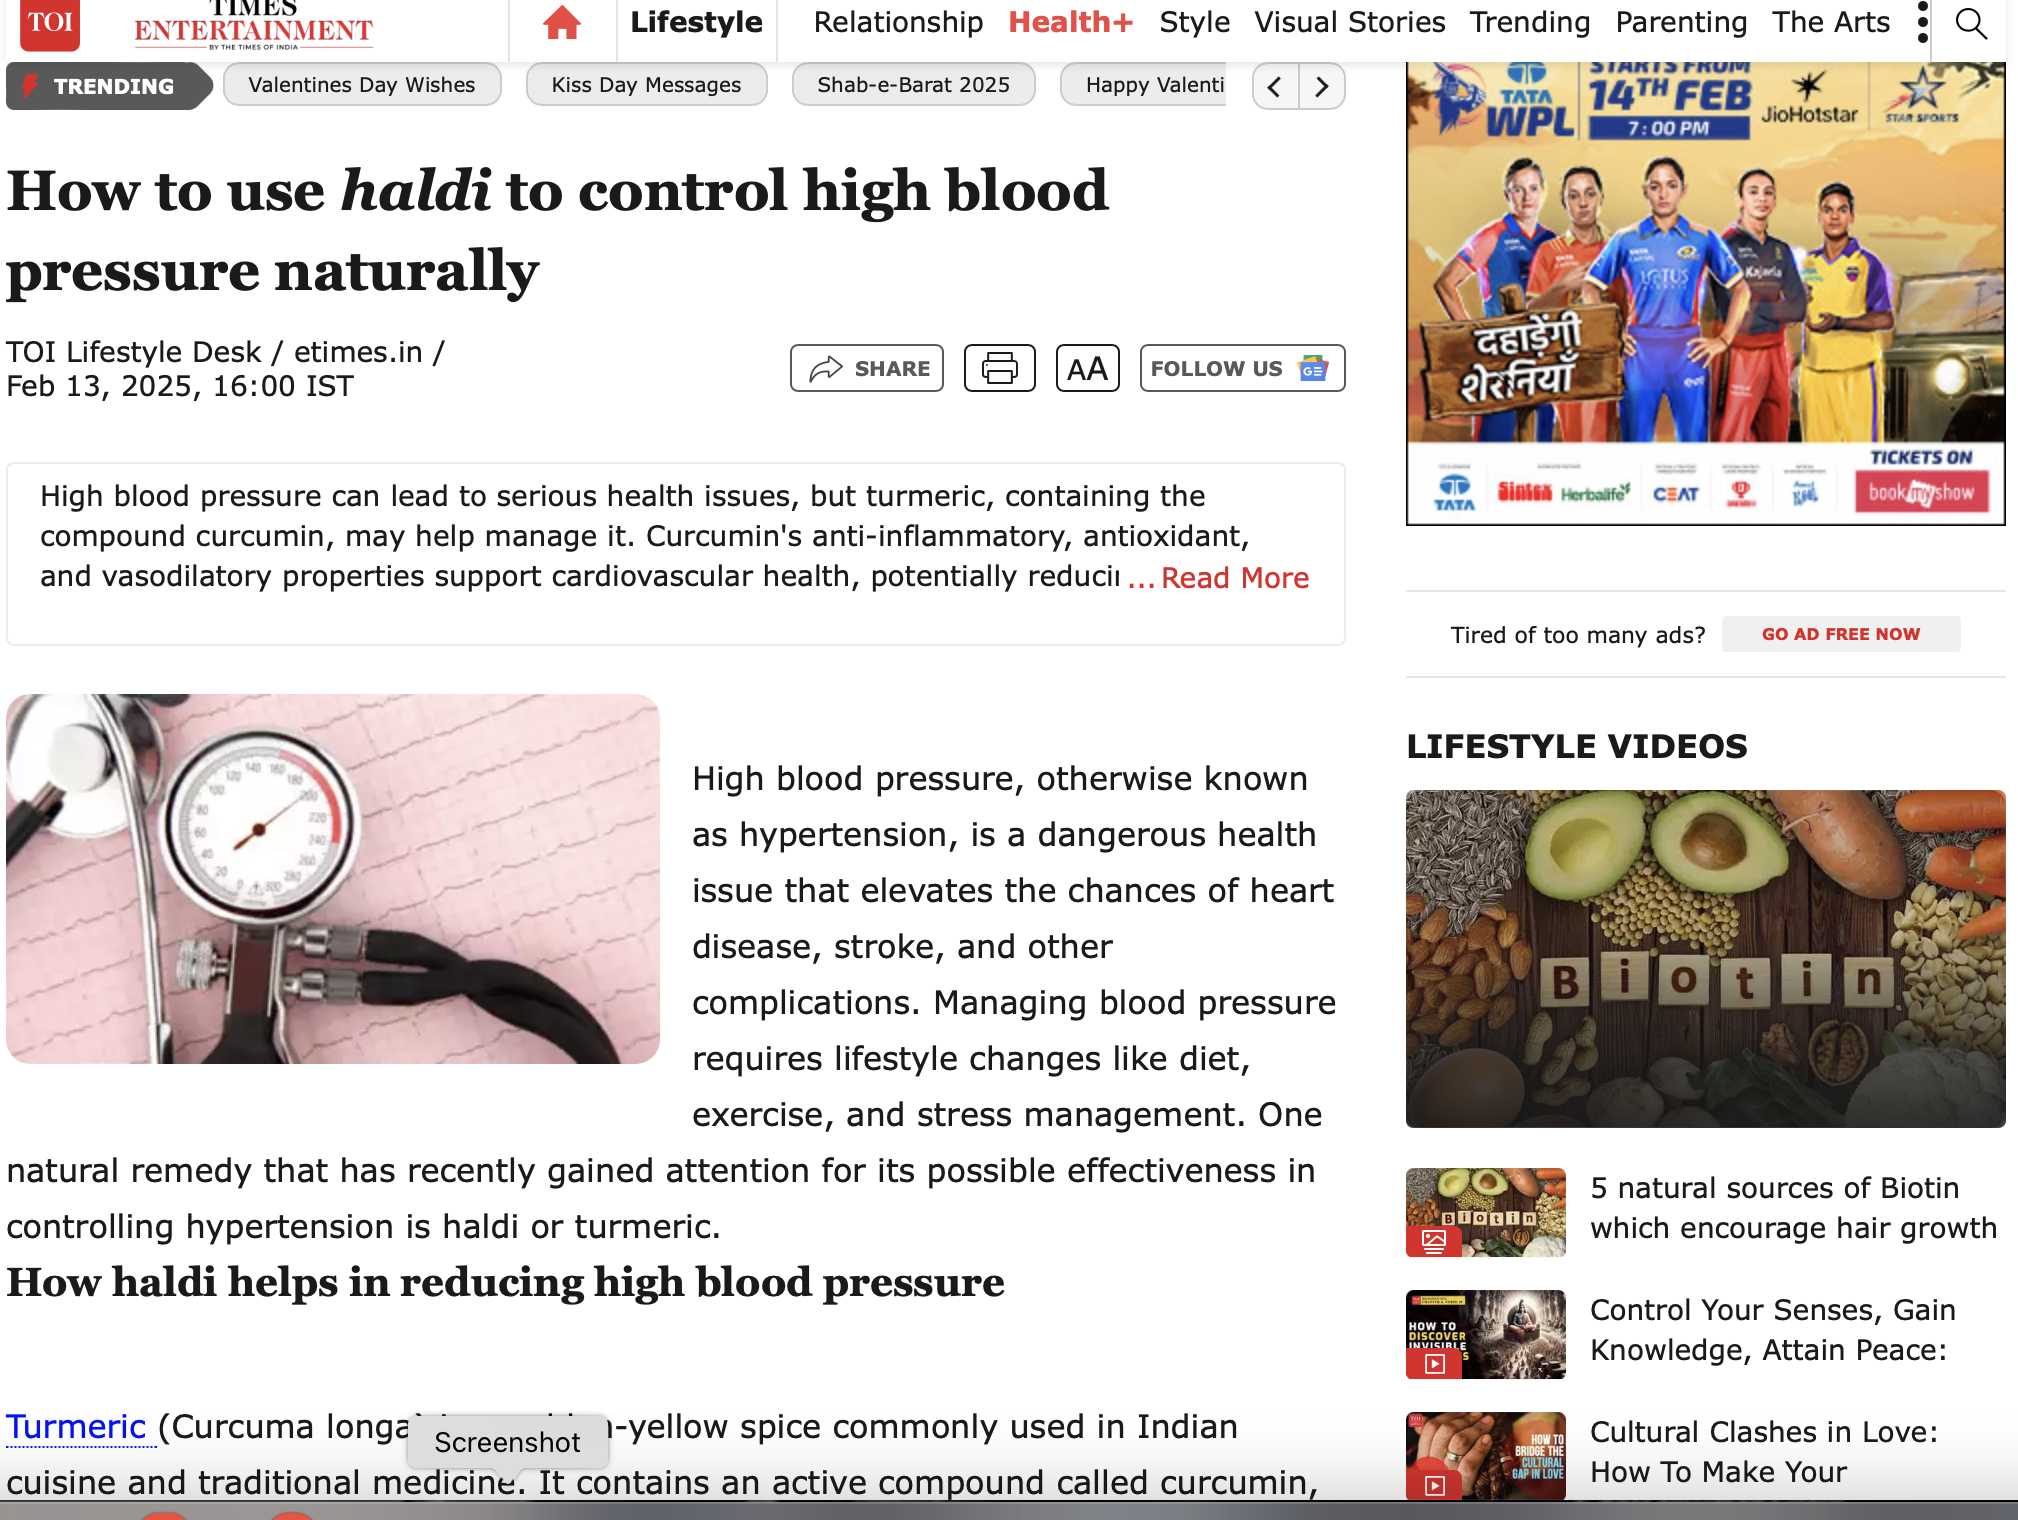 TOI
TIMES
ENTERTAINMENT
BY THE TIMES OF INDIA
Lifestyle
Relationship
Health+
Style
Visual Stories
Trending
Parenting
The Arts
TRENDING
Valentines Day Wishes
Kiss Day Messages
Shab-e-Barat 2025
Happy Valenti
How to use haldi to control high blood
pressure naturally
TOI Lifestyle Desk / etimes.in /
Feb 13, 2025, 16:00 IST
SHARE
AA
FOLLOW US
GE
High blood pressure can lead to serious health issues, but turmeric, containing the
compound curcumin, may help manage it. Curcumin's anti-inflammatory, antioxidant,
and vasodilatory properties support cardiovascular health, potentially reducin ... Read More
High blood pressure, otherwise known
as hypertension, is a dangerous health
issue that elevates the chances of heart
disease, stroke, and other
complications. Managing blood pressure
requires lifestyle changes like diet,
exercise, and stress management. One
natural remedy that has recently gained attention for its possible effectiveness in
controlling hypertension is haldi or turmeric.
How haldi helps in reducing high blood pressure
Turmeric (Curcuma longa) -yellow spice commonly used in Indian
Screenshot
cuisine and traditional medicine. It contains an active compound called curcumin,
STARTS FROM
TATA
WPL
14TH FEB
7:00 PM
JioHotstar
STAR SPORTS
LOTUS
Kajaria
दहाड़ेंगी
शेरनियाँ
TATA
Sintex
Herbalife
CEAT
TICKETS ON
bookmyshow
Tired of too many ads?
GO AD FREE NOW
LIFESTYLE VIDEOS
Biotin
Biotin
5 natural sources of Biotin
which encourage hair growth
HOW TO
DISCOVER
INVISIBLE
Control Your Senses, Gain
Knowledge, Attain Peace:
HOW TO
BRIDGE THE
CULTURAL
GAP IN LOVE
Cultural Clashes in Love:
How To Make Your